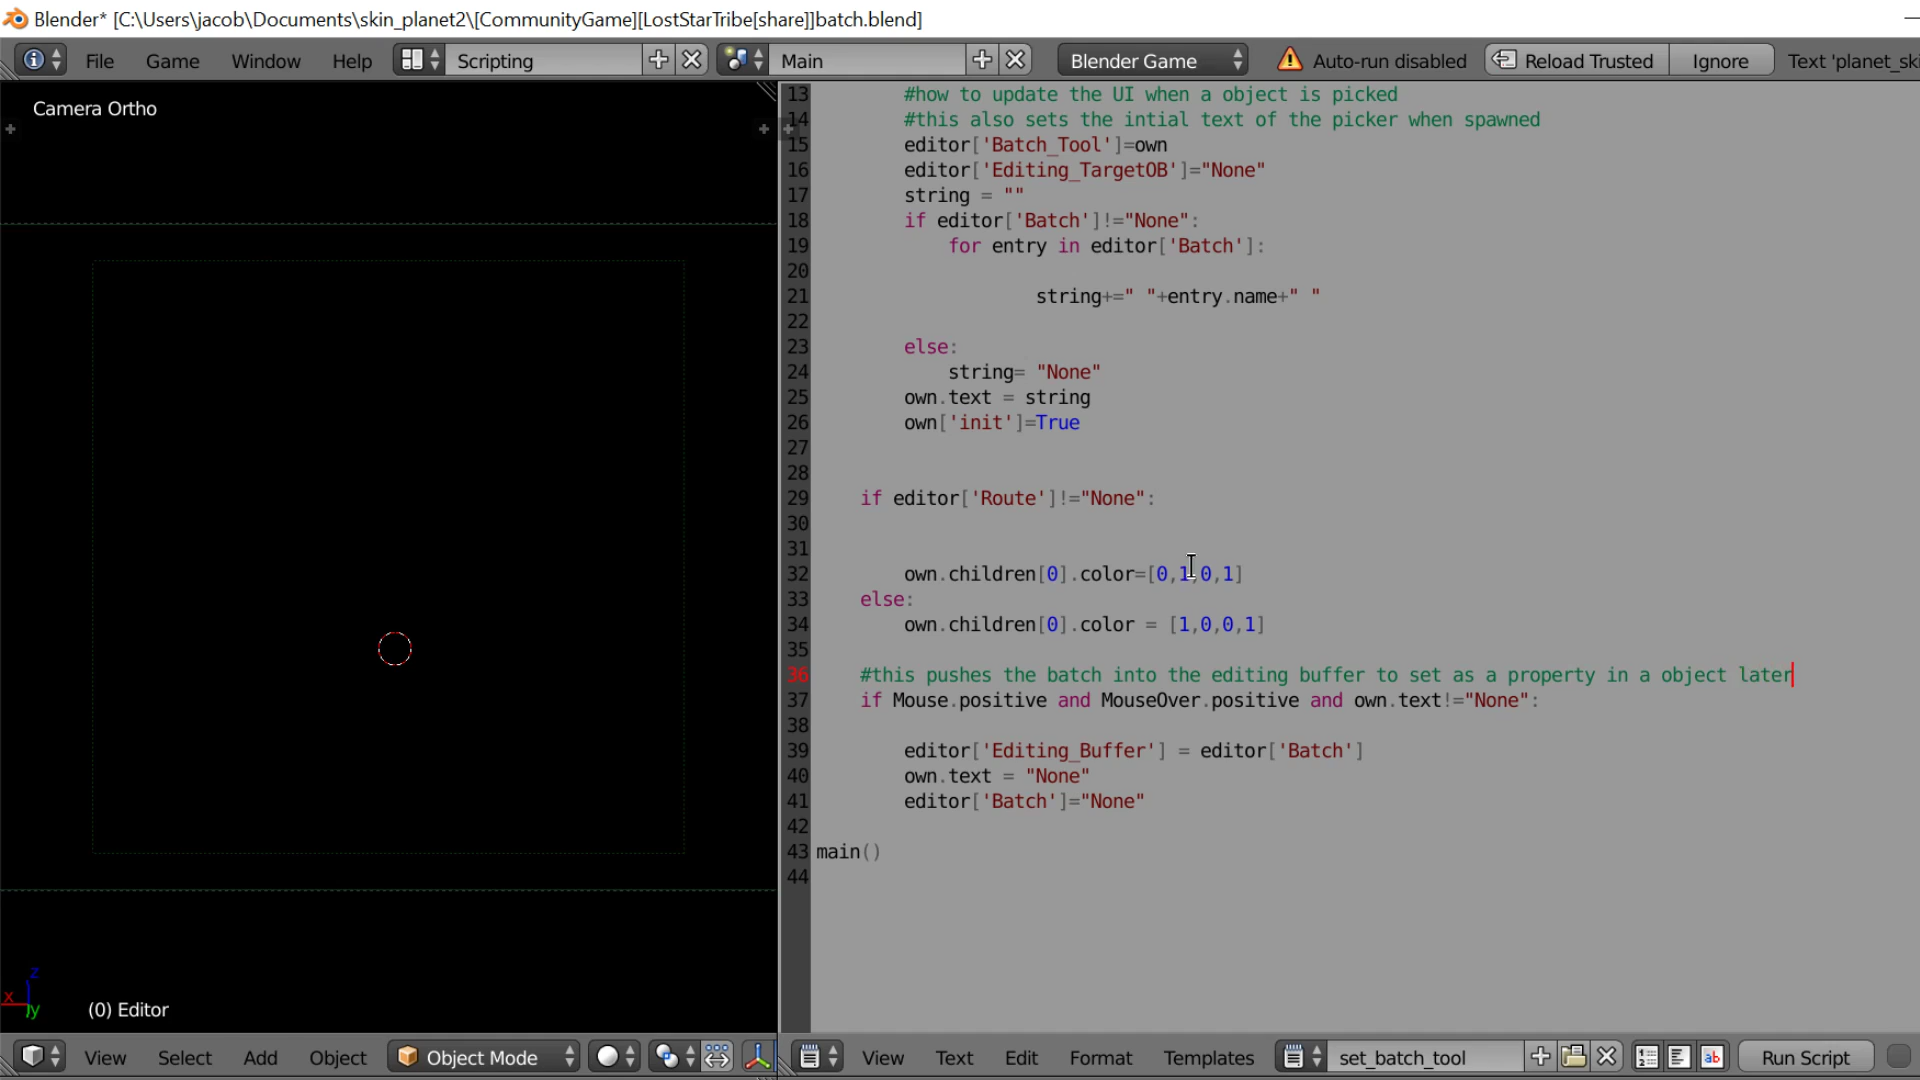 Blender* [C:\Users\jacob\Documents\skin_planet2\[CommunityGame][LostStarTribe[share]]batch.blend]
File Game Window Help Scripting Main Blender Game Auto-run disabled Reload Trusted Ignore Text 'planet_sk
Camera Ortho
13 #how to update the UI when a object is picked
14 #this also sets the intial text of the picker when spawned
15 editor['Batch_Tool']=own
16 editor['Editing_TargetOB']="None"
17 string = ""
18 if editor['Batch']!="None":
19 for entry in editor['Batch']:
20
21 string+=" "+entry.name+" "
22
23 else:
24 string= "None"
25 own.text = string
26 own['init']=True
27
28
29 if editor['Route']!="None":
30
31
32 own.children[0].color=[0,1,0,1]
33 else:
34 own.children[0].color = [1,0,0,1]
35
36 #this pushes the batch into the editing buffer to set as a property in a object later
37 if Mouse.positive and MouseOver.positive and own.text!="None":
38
39 editor['Editing_Buffer'] = editor['Batch']
40 own.text = "None"
41 editor['Batch']="None"
42
43 main()
44
z
x
y
(0) Editor
View Select Add Object Object Mode
View Text Edit Format Templates set_batch_tool ab Run Script